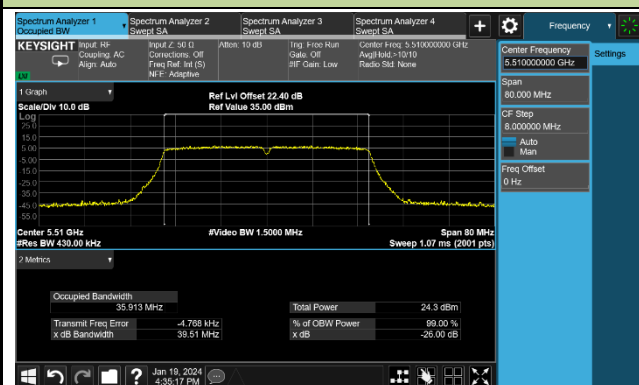 Spectrum Analyzer 1
Occupied BW
Spectrum Analyzer 2
Swept SA
Spectrum Analyzer 3
Swept SA
Spectrum Analyzer 4
Swept SA
+
Frequency
KEYSIGHT
Input: RF
Coupling: AC
Align: Auto
Input Z: 50 Ω
Corrections: Off
Freq Ref: Int (S)
NFE: Adaptive
Atten: 10 dB
Trig: Free Run
Gate: Off
#IF Gain: Low
Center Freq: 5.510000000 GHz
Avg|Hold:>10/10
Radio Std: None
Center Frequency
5.510000000 GHz
Settings
Span
80.000 MHz
CF Step
8.000000 MHz
Auto
Man
Freq Offset
0 Hz
1 Graph
Scale/Div 10.0 dB
Ref Lvl Offset 22.40 dB
Ref Value 35.00 dBm
Log
25.0
15.0
5.00
-5.00
-15.0
-25.0
-35.0
-45.0
-55.0
Center 5.51 GHz
#Res BW 430.00 kHz
#Video BW 1.5000 MHz
Span 80 MHz
Sweep 1.07 ms (2001 pts)
2 Metrics
Occupied Bandwidth
35.913 MHz
Total Power 24.3 dBm
Transmit Freq Error -4.768 kHz
% of OBW Power 99.00 %
x dB Bandwidth 39.51 MHz
x dB -26.00 dB
?
Jan 19, 2024
4:35:17 PM